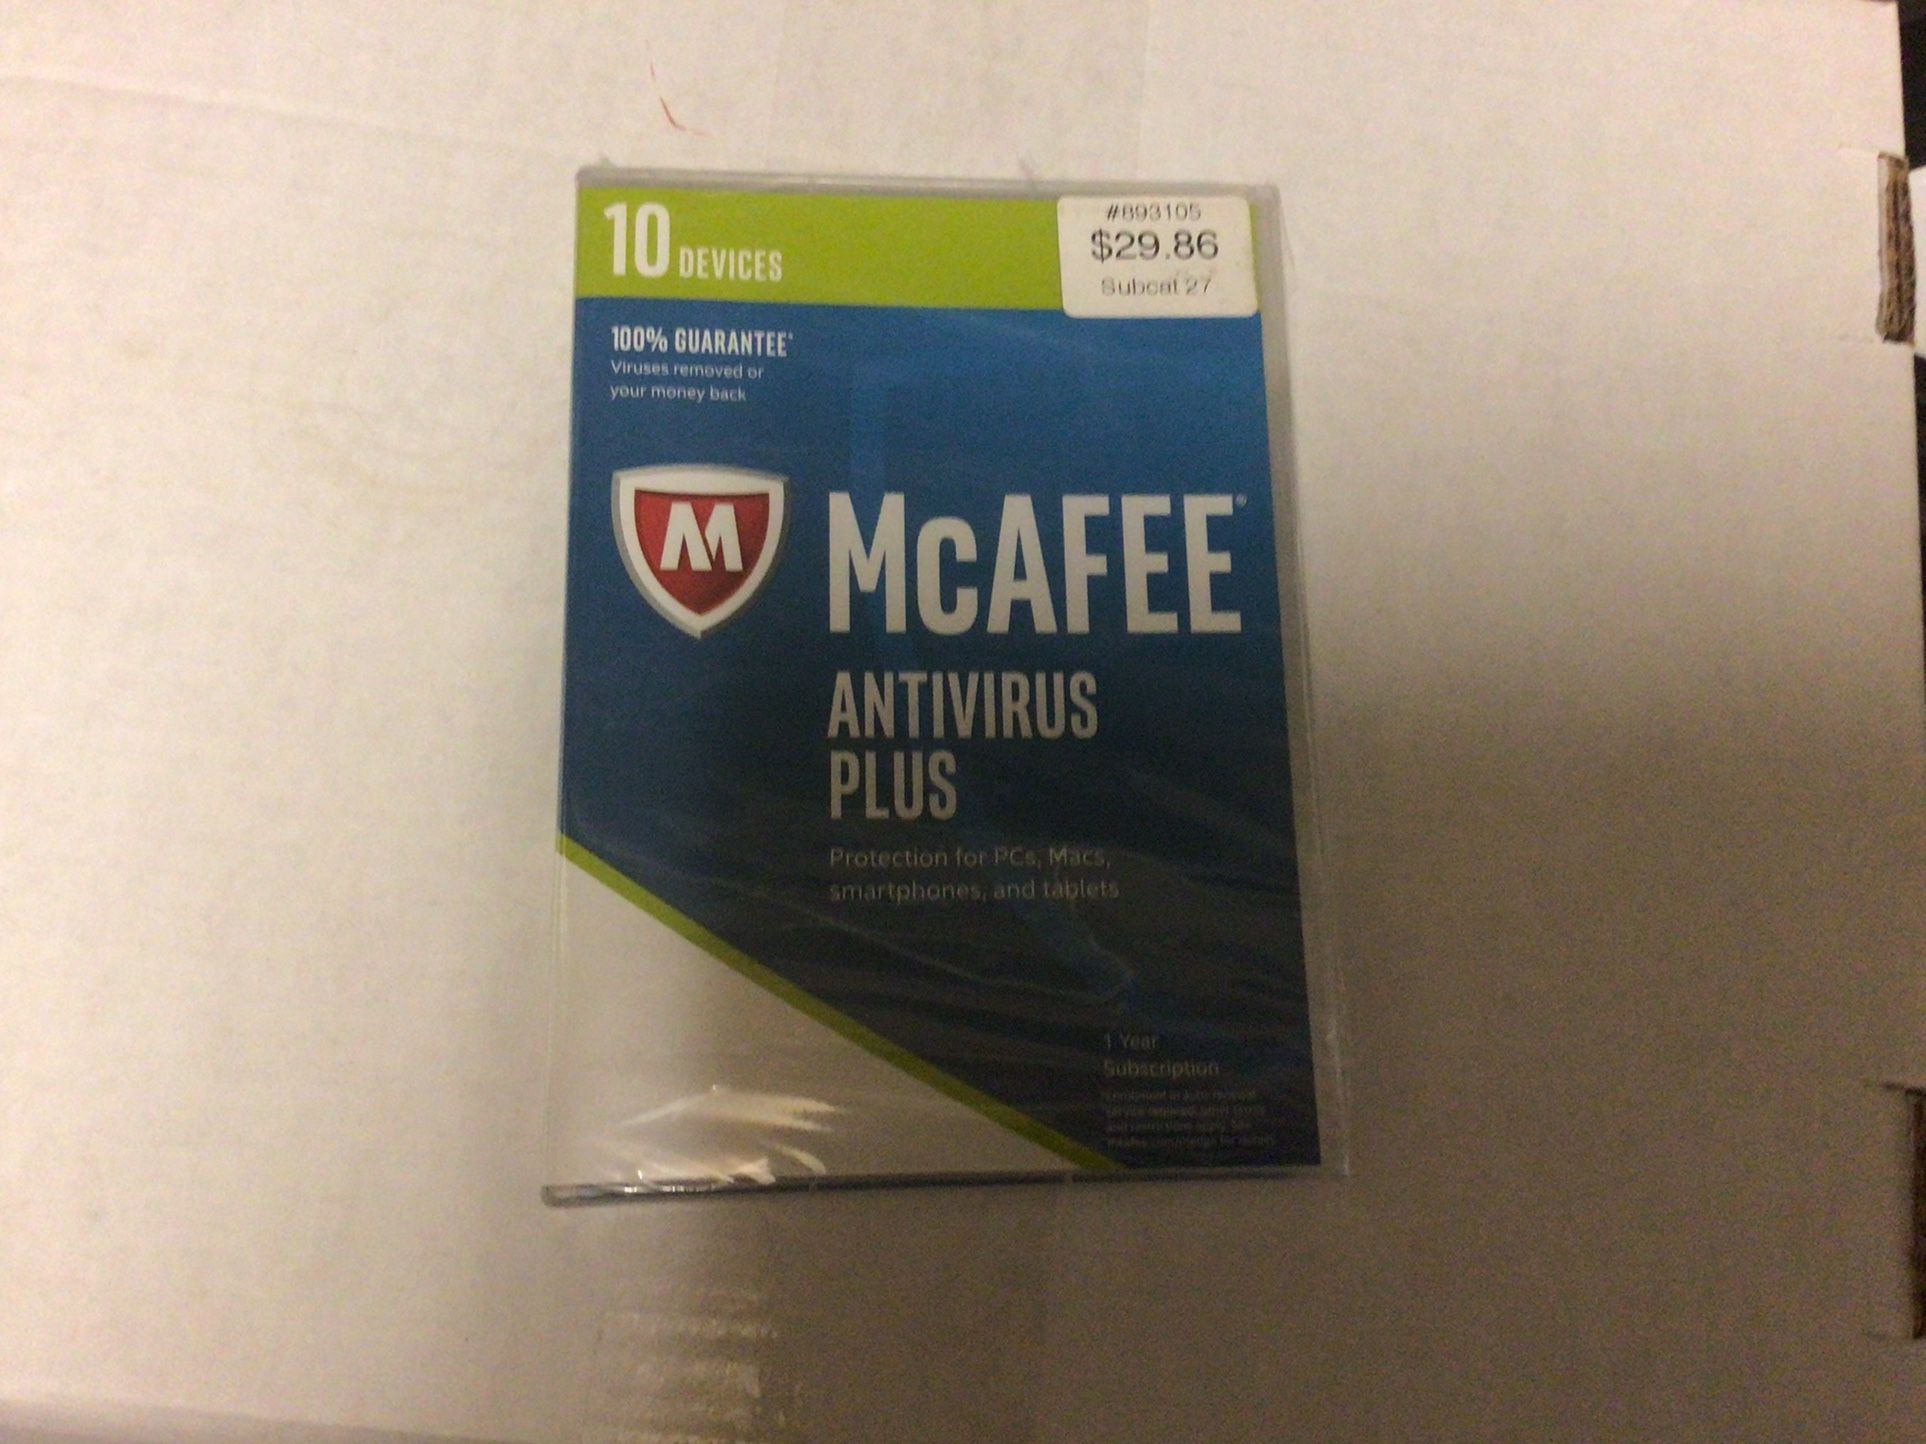 10 DEVICES
#893105
$29.86
Subcat 27
100% GUARANTEE*
Viruses removed or
your money back
M
McAFEE®
ANTIVIRUS
PLUS
Protection for PCs, Macs,
smartphones, and tablets
1 Year
Subscription